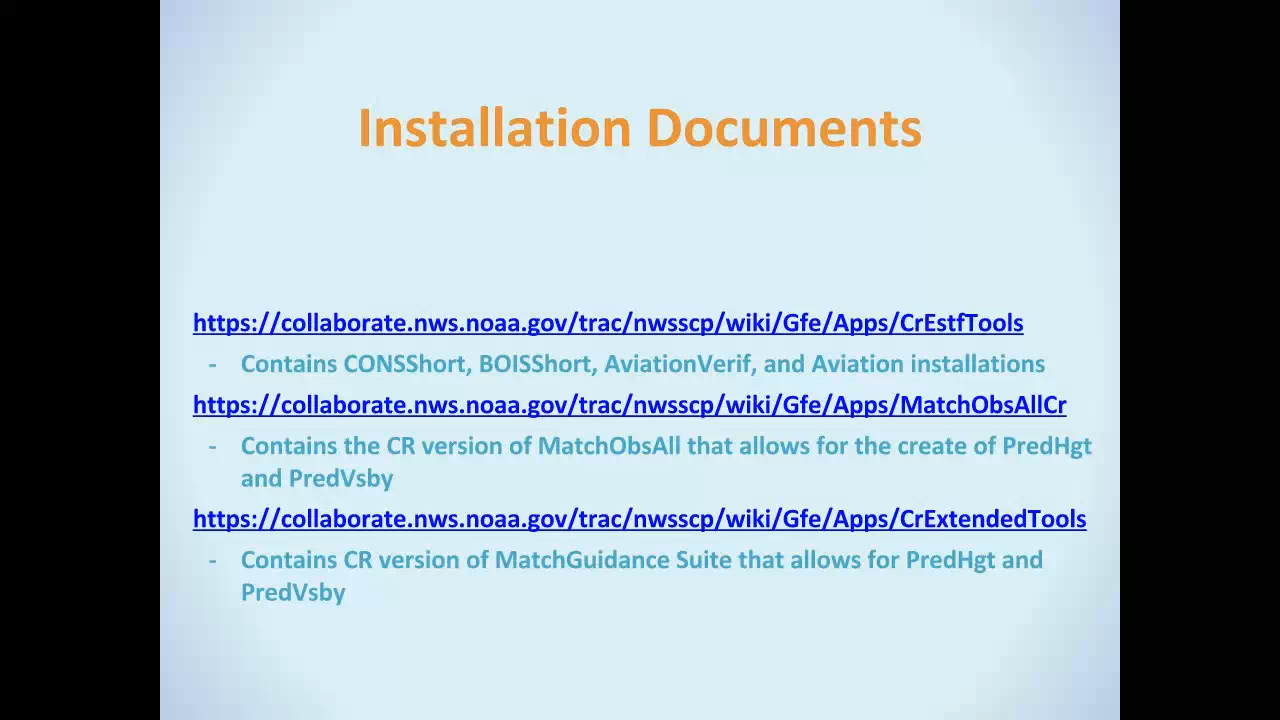 Installation Documents
https://collaborate.nws.noaa.gov/trac/nwsscp/wiki/Gfe/Apps/CrEstfTools
- Contains CONSShort, BOISShort, AviationVerif, and Aviation installations
https://collaborate.nws.noaa.gov/trac/nwsscp/wiki/Gfe/Apps/MatchObsAllCr
- Contains the CR version of MatchObsAll that allows for the create of PredHgt
and PredVsby
https://collaborate.nws.noaa.gov/trac/nwsscp/wiki/Gfe/Apps/CrExtendedTools
- Contains CR version of MatchGuidance Suite that allows for PredHgt and
PredVsby